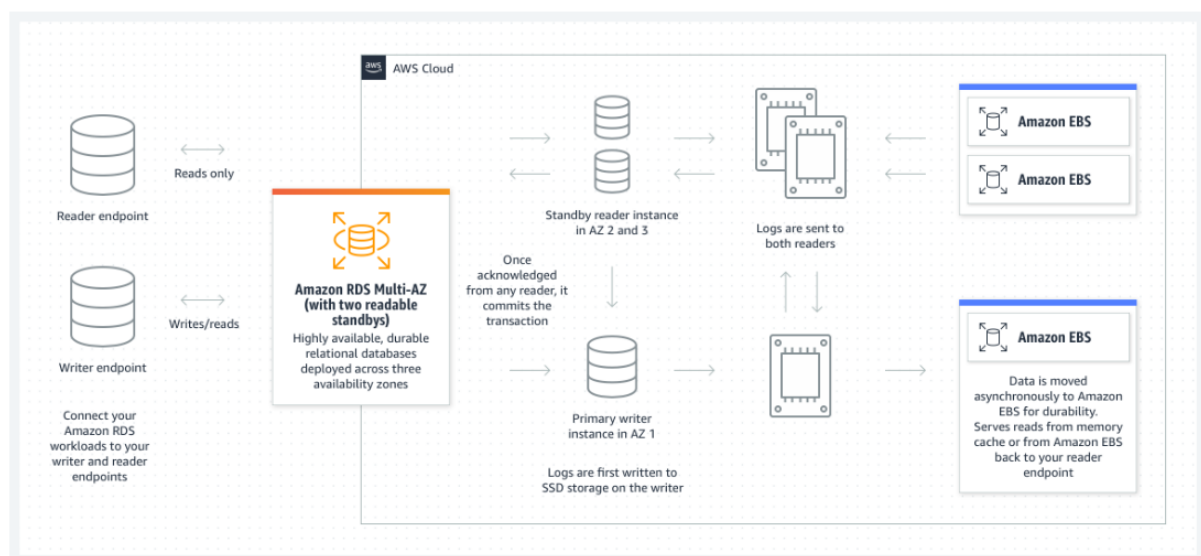 aws
AWS Cloud
Reads only
Reader endpoint
Writes/reads
Writer endpoint
Connect your
Amazon RDS
workloads to your
writer and reader
endpoints
Amazon RDS Multi-AZ
(with two readable
standbys)
Highly available, durable
relational databases
deployed across three
availability zones
Standby reader instance
in AZ 2 and 3
Once
acknowledged
from any reader, it
commits the
transaction
Primary writer
instance in AZ 1
Logs are first written to
SSD storage on the writer
Logs are sent to
both readers
Amazon EBS
Amazon EBS
Amazon EBS
Data is moved
asynchronously to Amazon
EBS for durability.
Serves reads from memory
cache or from Amazon EBS
back to your reader
endpoint